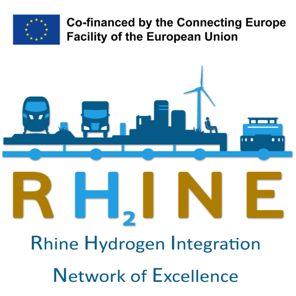 Co-financed by the Connecting Europe
Facility of the European Union
RH₂INE
Rhine Hydrogen Integration
Network of Excellence